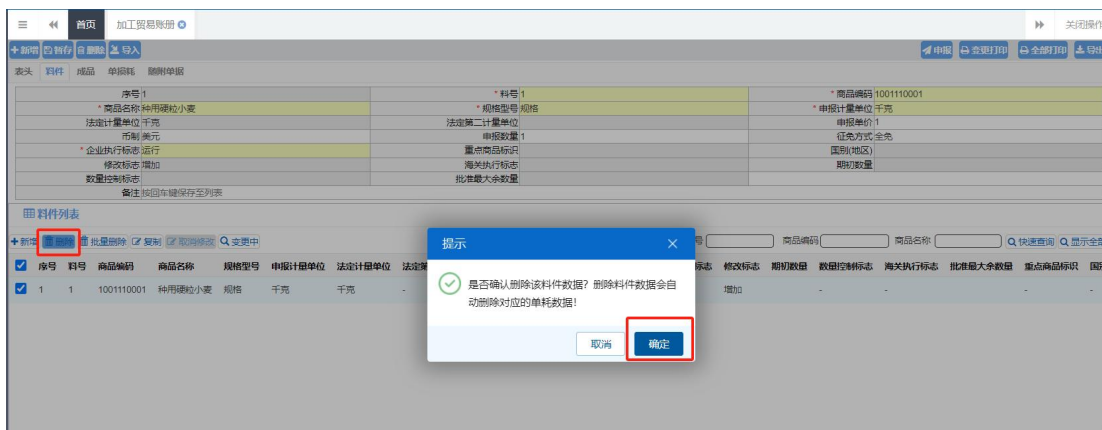 首页 加工贸易账册 关闭操作
新增 暂存 删除 导入 申报 变更打印 全部打印 导出
表头 料件 成品 单损耗 随附单据
序号 1 * 料号 1 * 商品编码 1001110001
* 商品名称 种用硬粒小麦 * 规格型号 规格 * 申报计量单位 千克
法定计量单位 千克 法定第二计量单位 申报单价 1
币制 美元 申报数量 1 征免方式 全免
* 企业执行标志 运行 重点商品标识 国别(地区)
修改标志 增加 海关执行标志 期初数量
数量控制标志 批准最大余数量
备注 按回车键保存至列表
料件列表
新增 删除 批量删除 复制 取消修改 变更中 号 商品编码 商品名称 快速查询 显示全部
序号 料号 商品编码 商品名称 规格型号 申报计量单位 法定计量单位 法定第 标志 修改标志 期初数量 数量控制标志 海关执行标志 批准最大余数量 重点商品标识 国别
1 1 1001110001 种用硬粒小麦 规格 千克 千克 - 增加 - - - -
提示
是否确认删除该料件数据?删除料件数据会自
动删除对应的单耗数据!
取消 确定